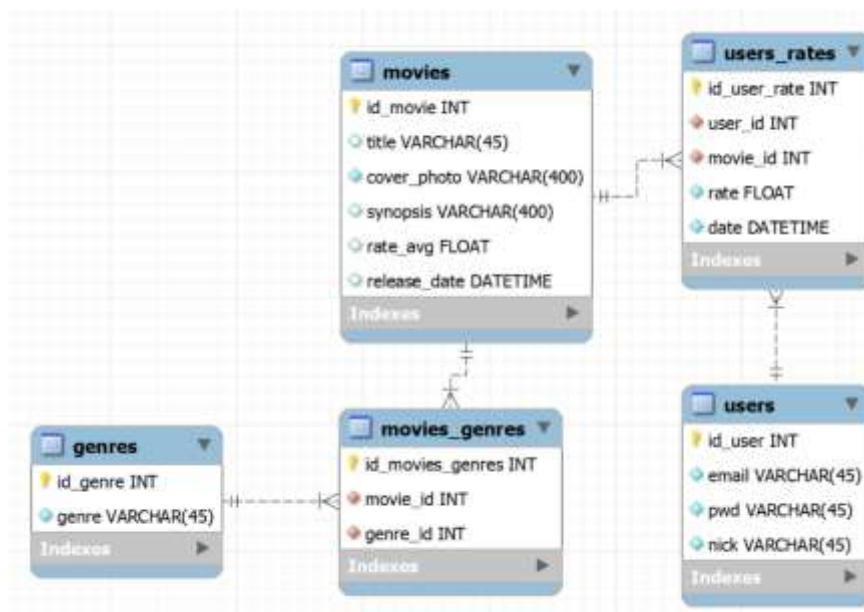 movies
id_movie INT
title VARCHAR(45)
cover_photo VARCHAR(400)
synopsis VARCHAR(400)
rate_avg FLOAT
release_date DATETIME
Indexes
users_rates
id_user_rate INT
user_id INT
movie_id INT
rate FLOAT
date DATETIME
Indexes
genres
id_genre INT
genre VARCHAR(45)
Indexes
movies_genres
id_movies_genres INT
movie_id INT
genre_id INT
Indexes
users
id_user INT
email VARCHAR(45)
pwd VARCHAR(45)
nick VARCHAR(45)
Indexes